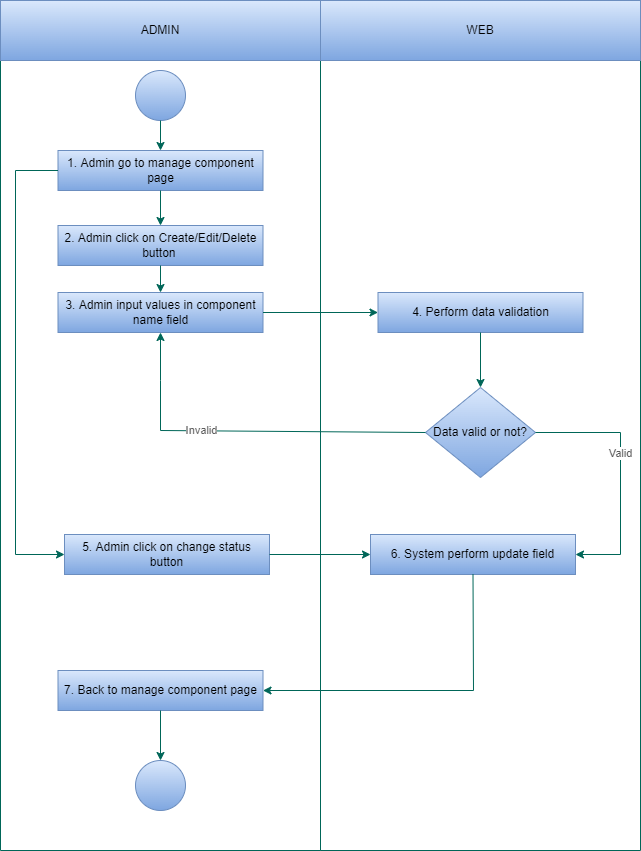 ADMIN
WEB
1. Admin go to manage component
page
2. Admin click on Create/Edit/Delete
button
3. Admin input values in component
name field
4. Perform data validation
Invalid
Data valid or not?
Valid
5. Admin click on change status
button
6. System perform update field
7. Back to manage component page